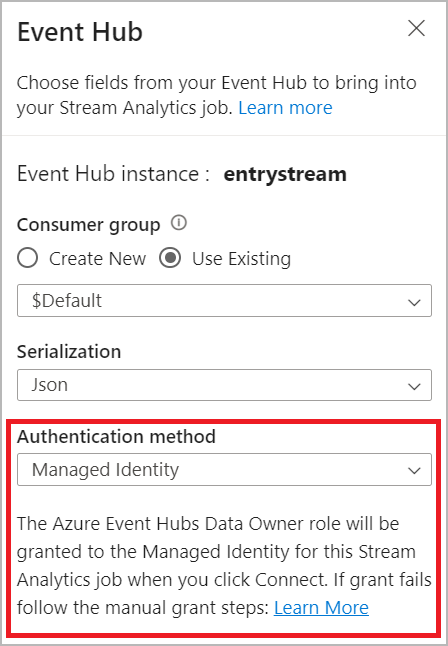 Event Hub
Choose fields from your Event Hub to bring into
your Stream Analytics job. Learn more
Event Hub instance : entrystream
Consumer group
Create New Use Existing
$Default
Serialization
Json
Authentication method
Managed Identity
The Azure Event Hubs Data Owner role will be
granted to the Managed Identity for this Stream
Analytics job when you click Connect. If grant fails
follow the manual grant steps: Learn More